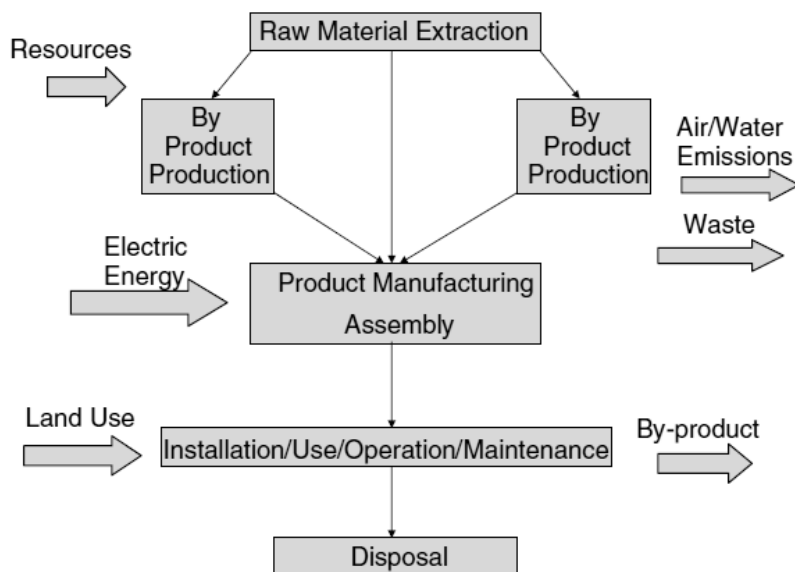 Raw Material Extraction
Resources
By
Product
Production
By
Product
Production
Air/Water
Emissions
Waste
Electric
Energy
Product Manufacturing
Assembly
Land Use
Installation/Use/Operation/Maintenance
By-product
Disposal